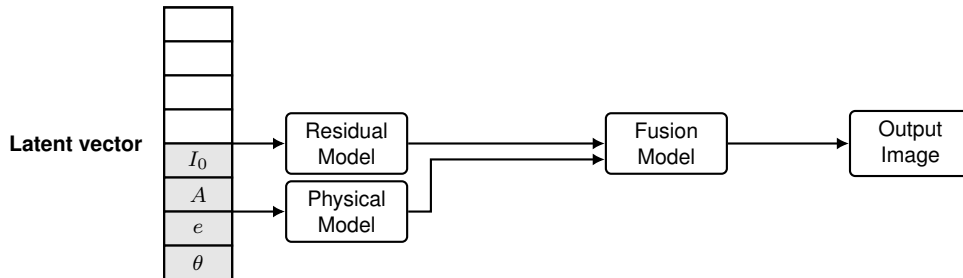 Latent vector
I₀
A
e
θ
Residual
Model
Physical
Model
Fusion
Model
Output
Image